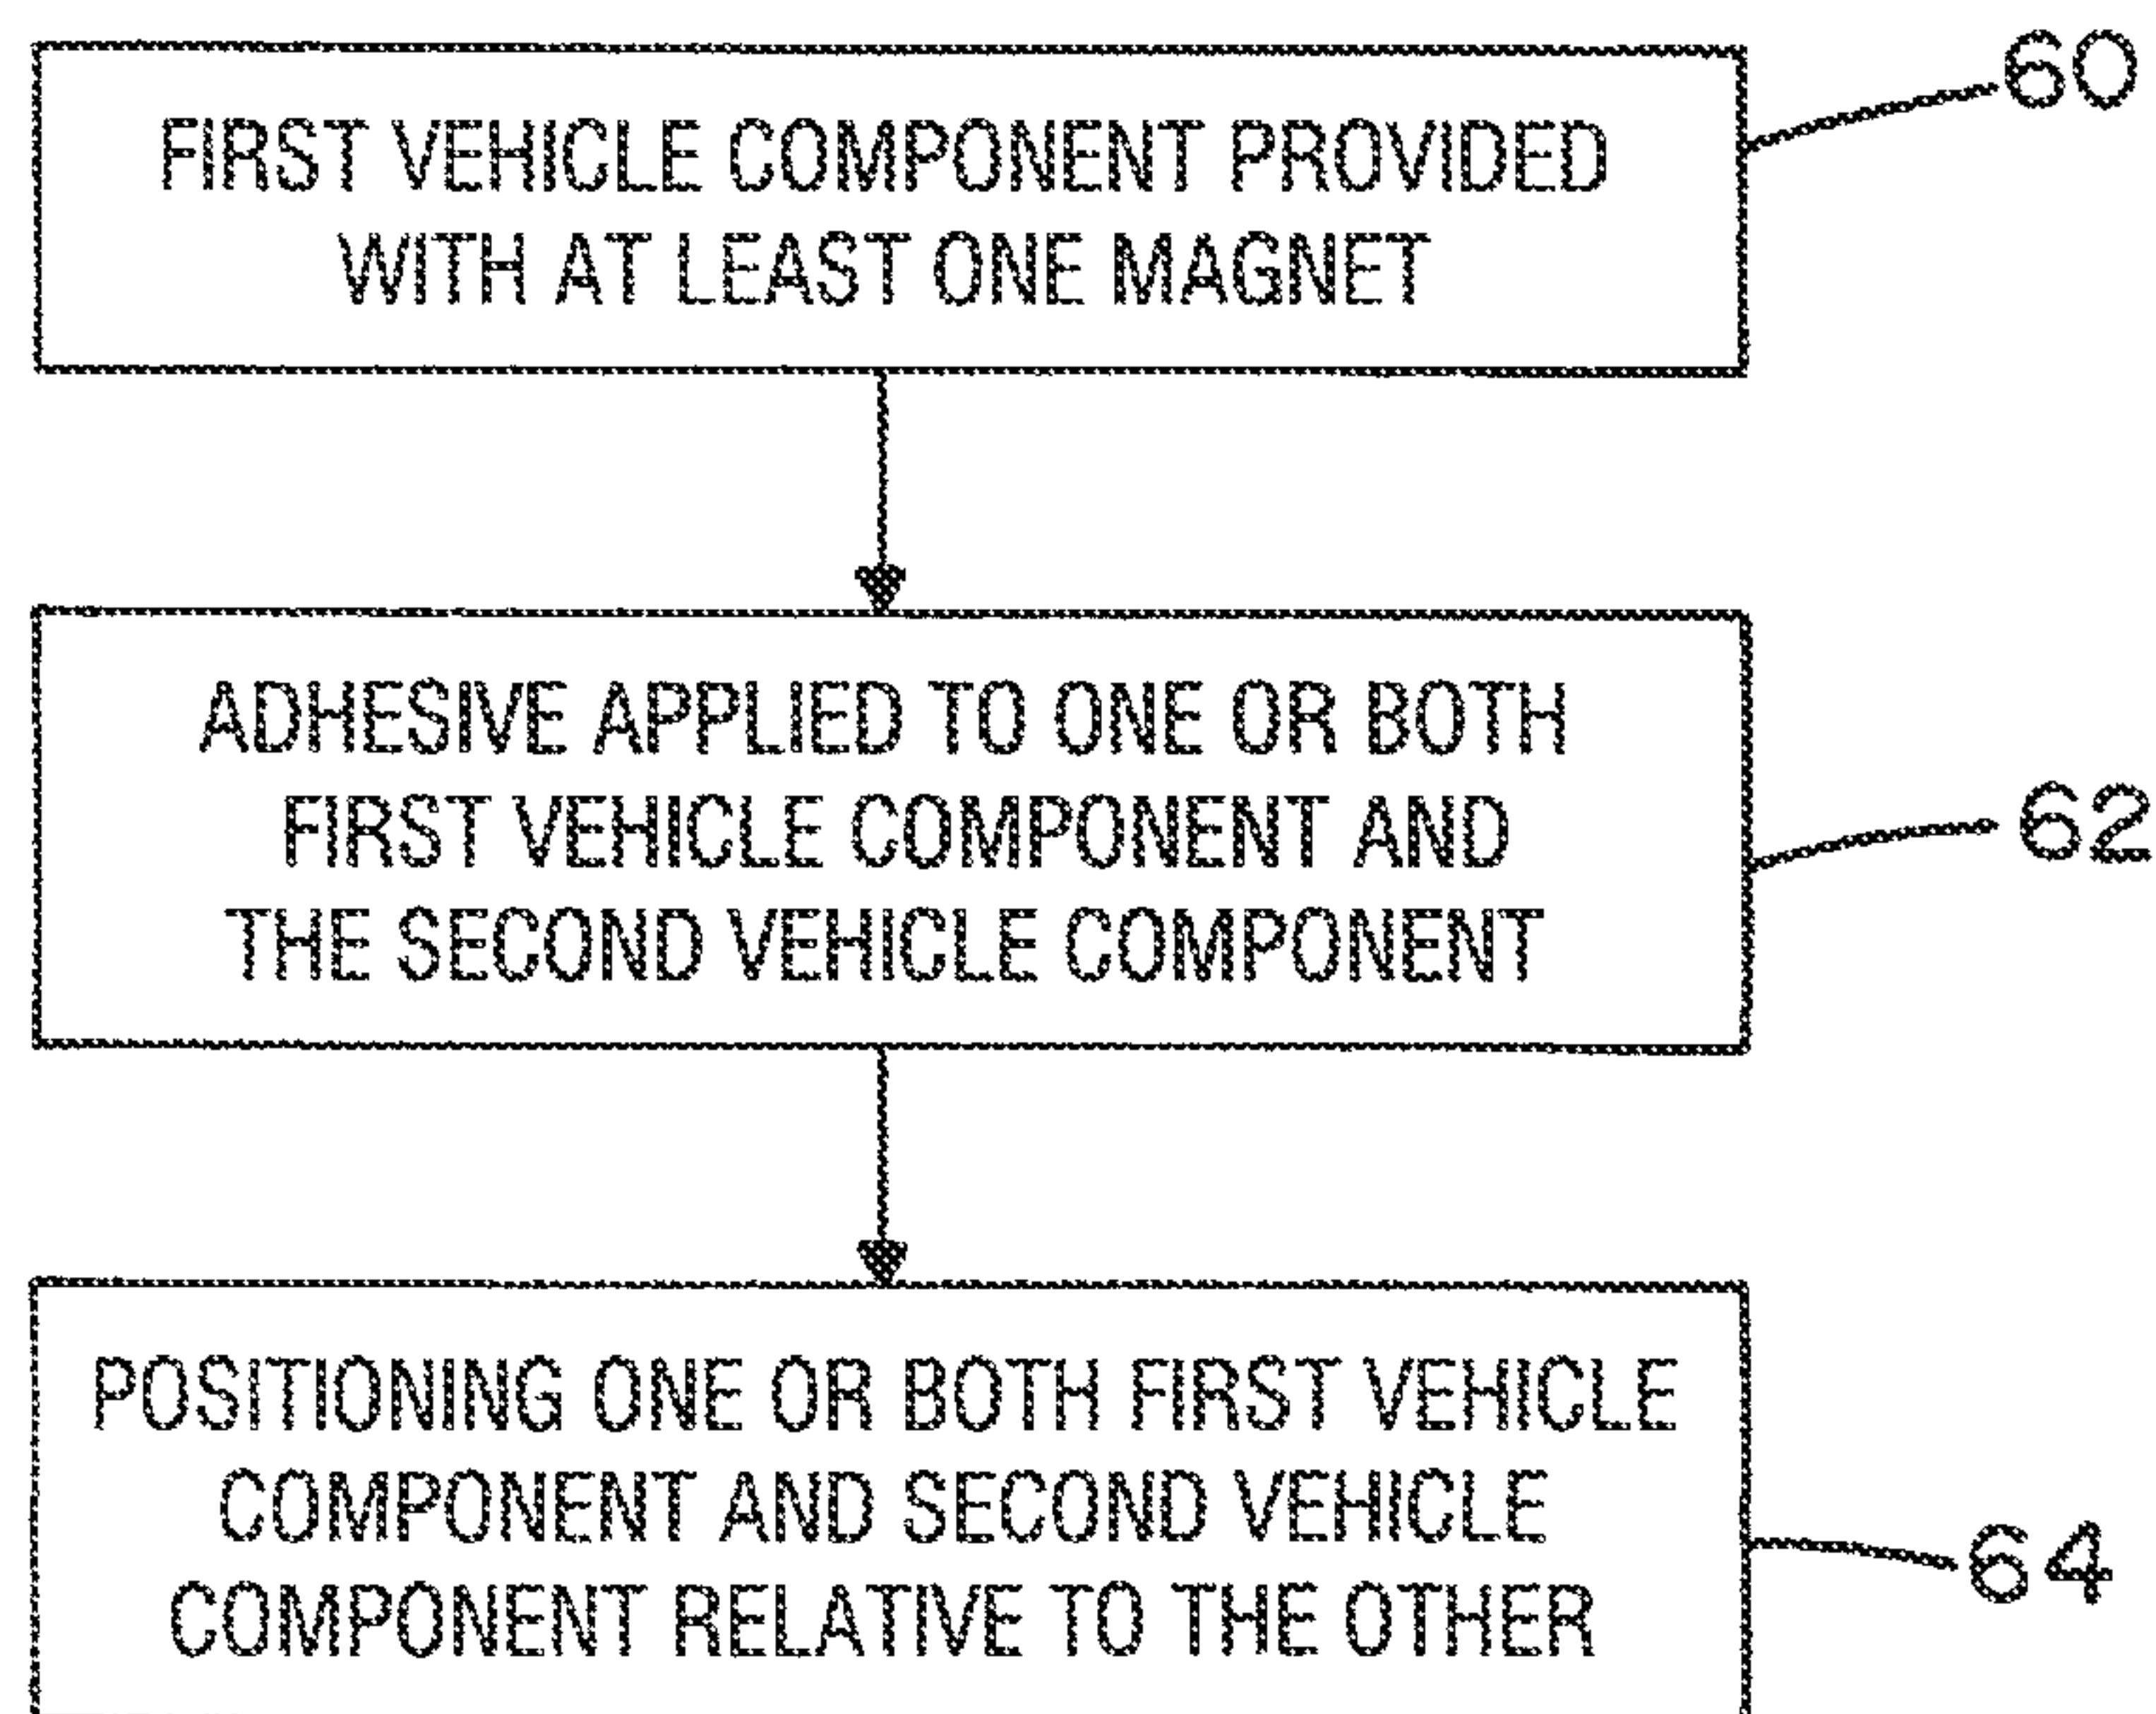 FIRST VEHICLE COMPONENT PROVIDED
WITH AT LEAST ONE MAGNET
60
ADHESIVE APPLIED TO ONE OR BOTH
FIRST VEHICLE COMPONENT AND
THE SECOND VEHICLE COMPONENT
62
POSITIONING ONE OR BOTH FIRST VEHICLE
COMPONENT AND SECOND VEHICLE
COMPONENT RELATIVE TO THE OTHER
64